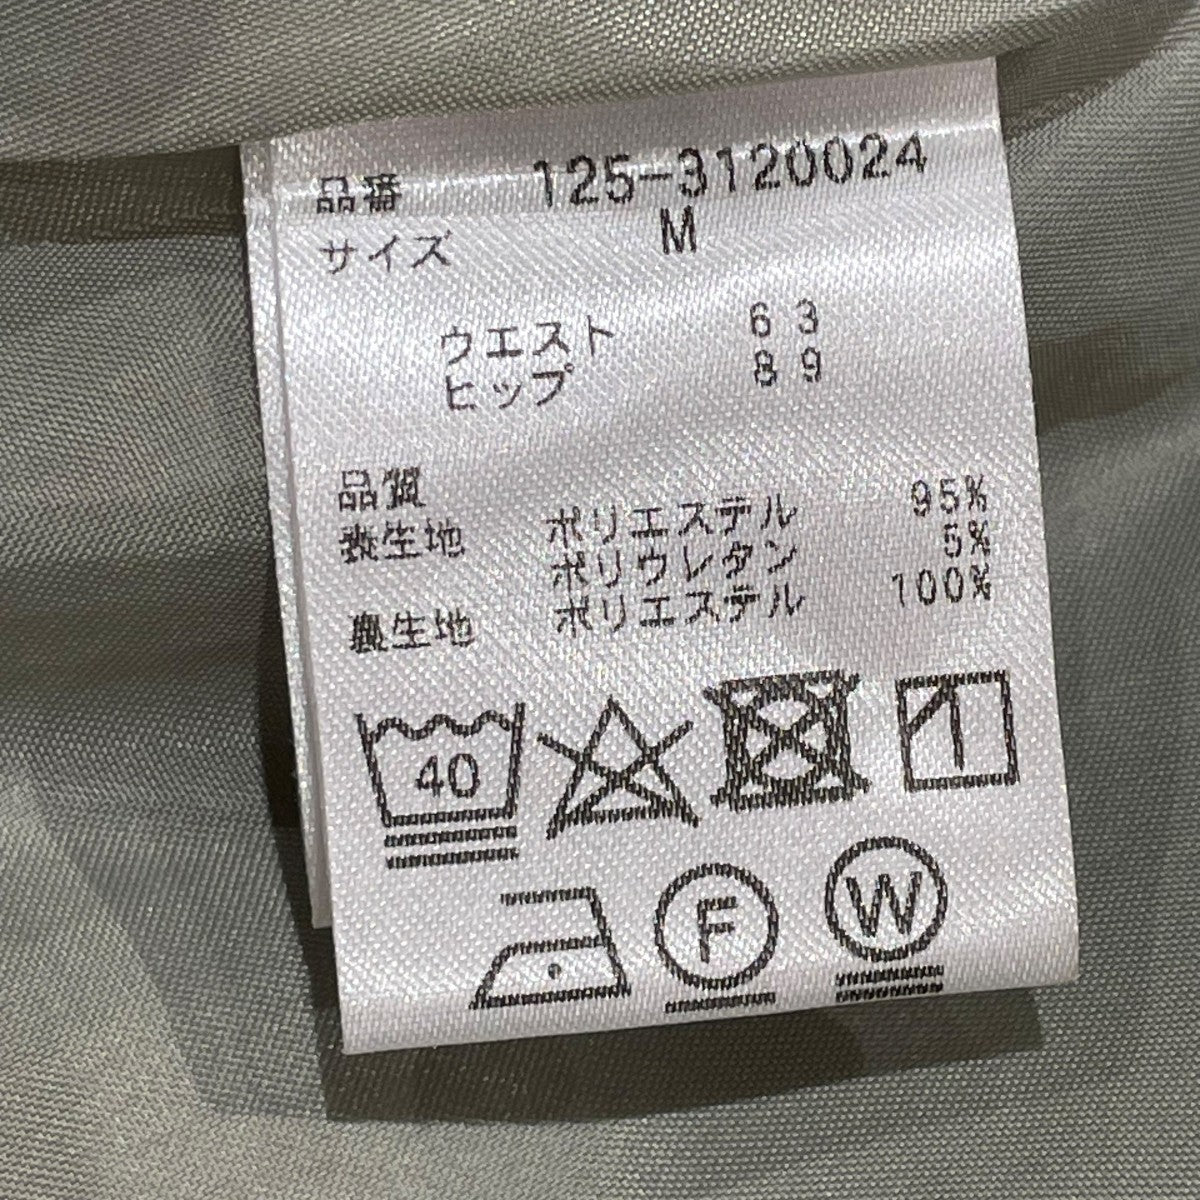 品番 125-3120024
サイズ M
ウエスト 63
ヒップ 89
品質
表生地 ポリエステル 95%
ポリウレタン 5%
裏生地 ポリエステル 100%
40
F W